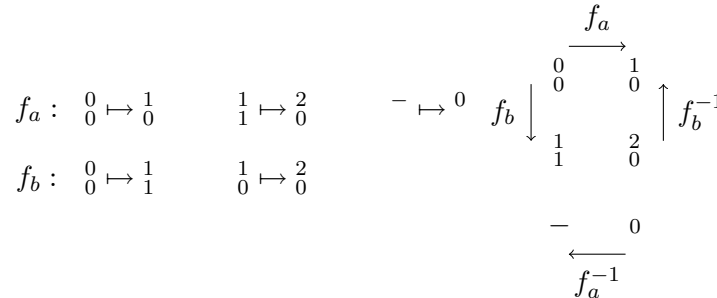 f_a
f_a : 0 0 ↦ 1 0    1 1 ↦ 2 0    − ↦ 0
f_b : 0 0 ↦ 1 1    1 0 ↦ 2 0
0 0    1 0
f_b    f_b^{-1}
1 1    2 0
−    0
f_a^{-1}